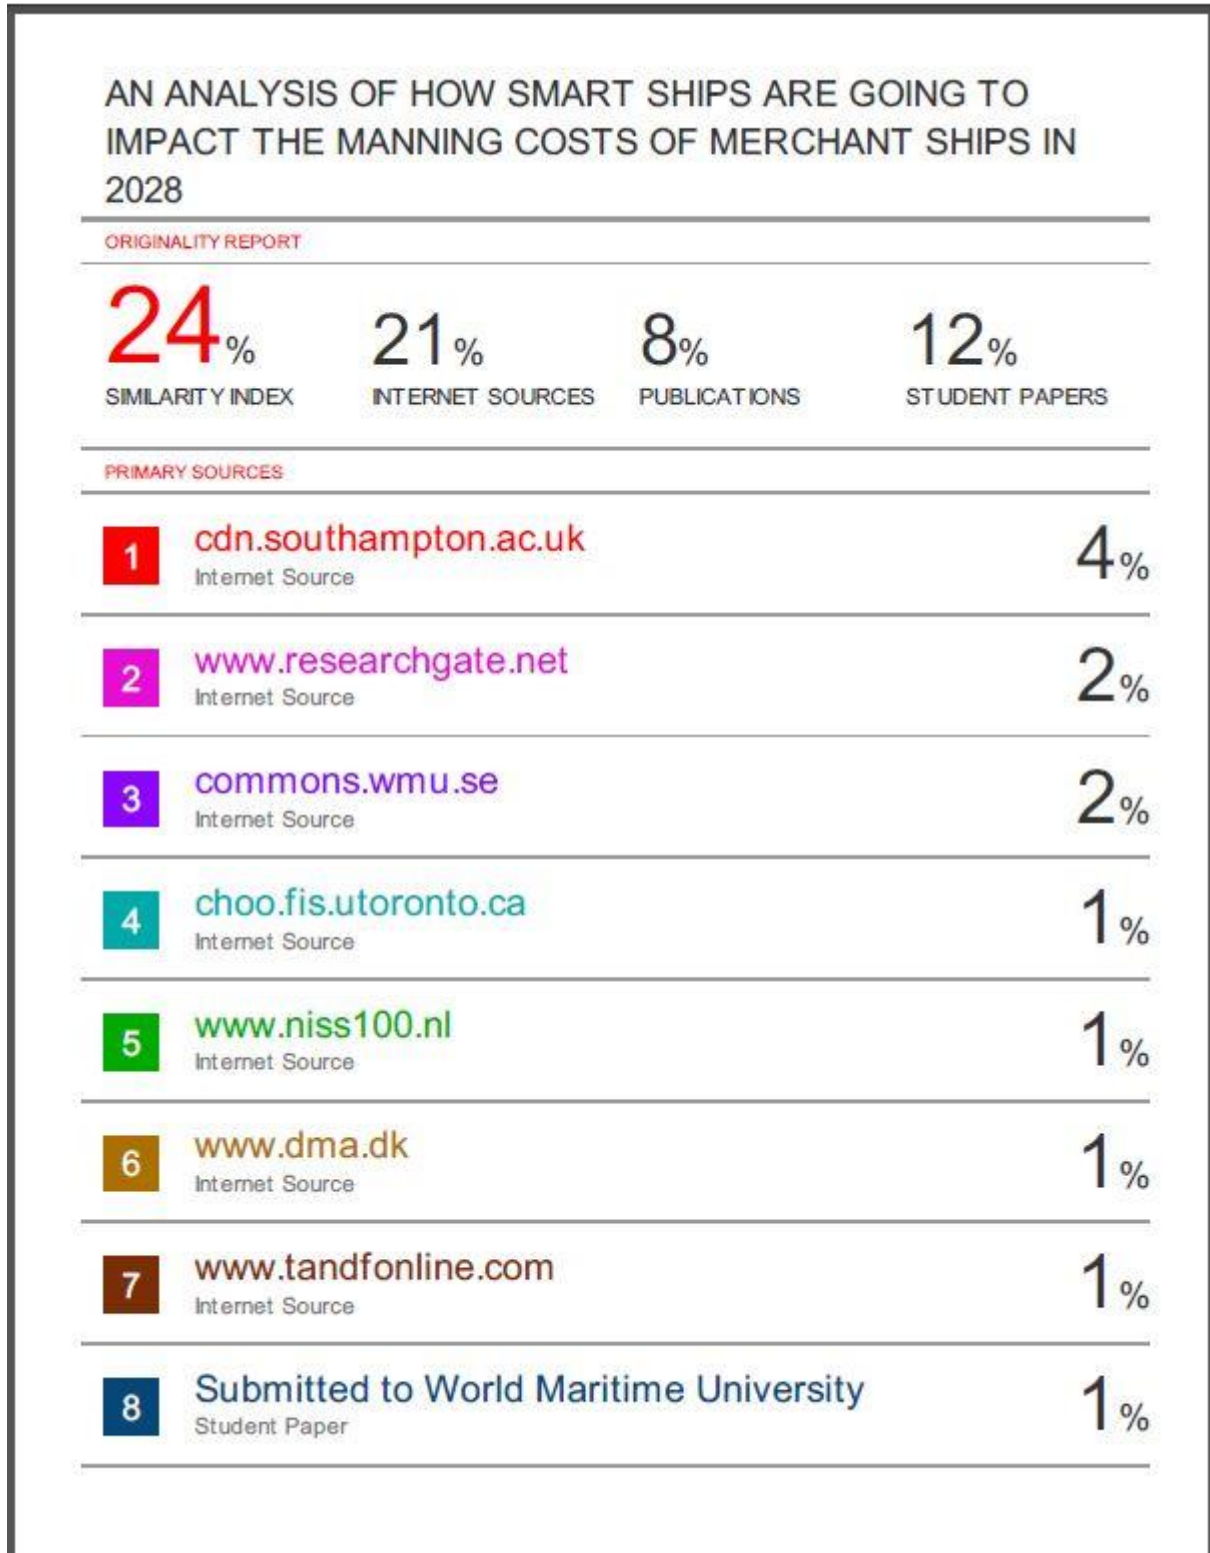 AN ANALYSIS OF HOW SMART SHIPS ARE GOING TO
IMPACT THE MANNING COSTS OF MERCHANT SHIPS IN
2028
ORIGINALITY REPORT
24% 21% 8% 12%
SIMILARITY INDEX INTERNET SOURCES PUBLICATIONS STUDENT PAPERS
PRIMARY SOURCES
1 cdn.southampton.ac.uk 4%
Internet Source
2 www.researchgate.net 2%
Internet Source
3 commons.wmu.se 2%
Internet Source
4 choo.fis.utoronto.ca 1%
Internet Source
5 www.niss100.nl 1%
Internet Source
6 www.dma.dk 1%
Internet Source
7 www.tandfonline.com 1%
Internet Source
8 Submitted to World Maritime University 1%
Student Paper